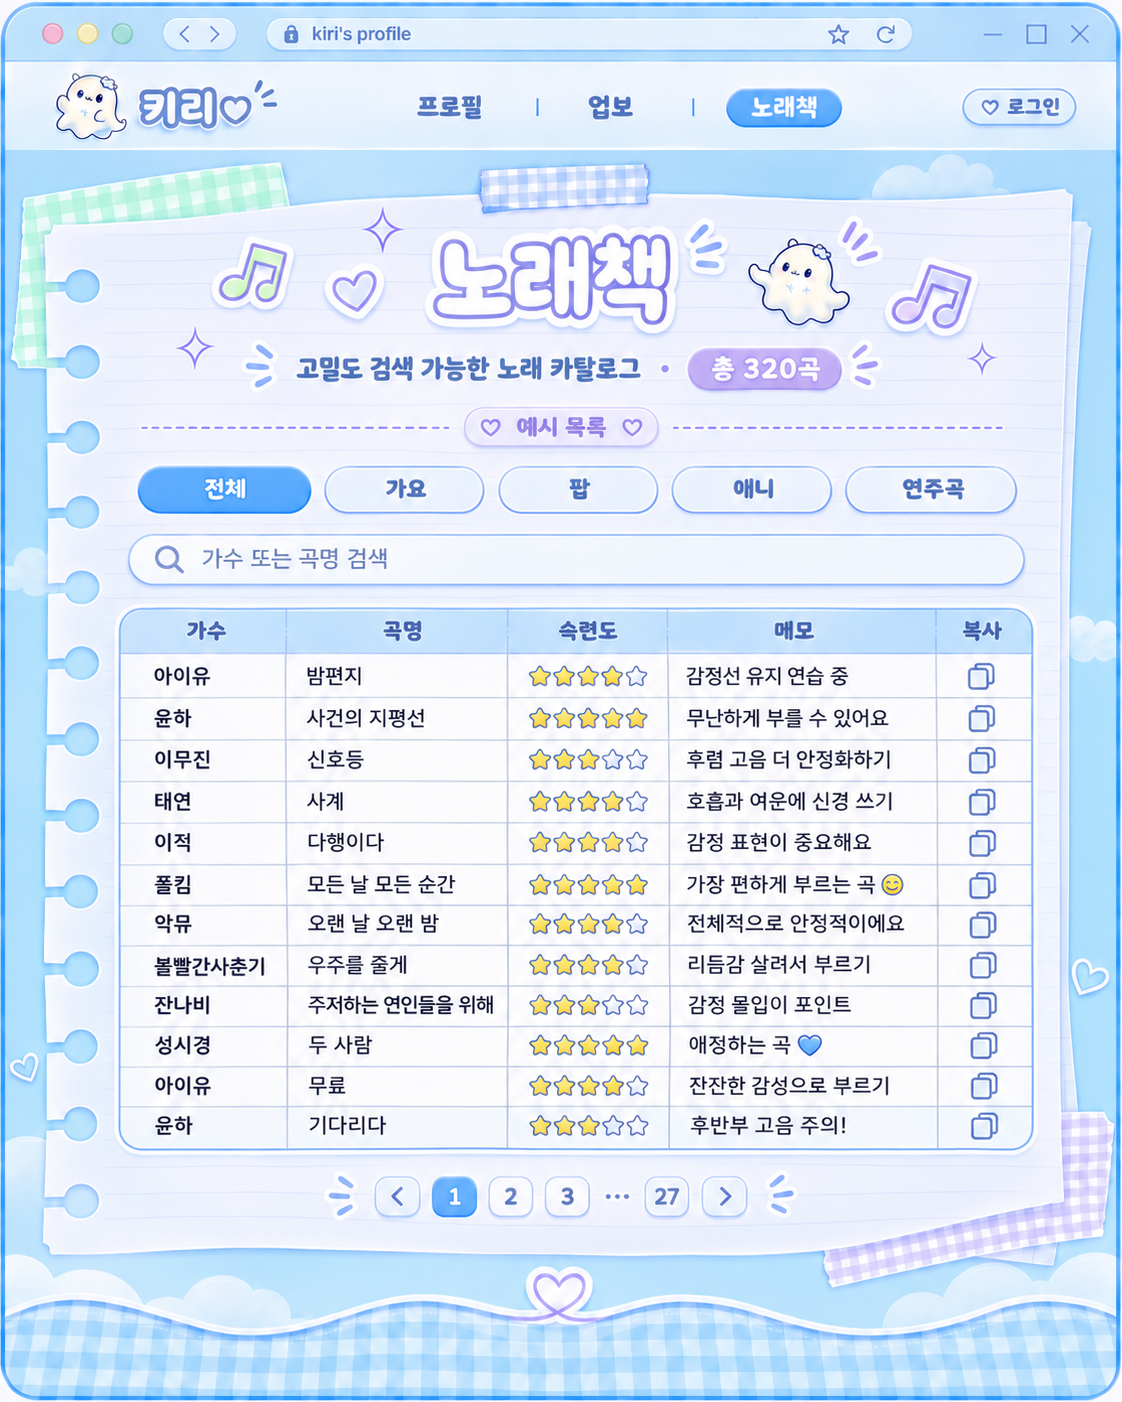 kiri's profile
키리
프로필 | 업보 | 노래책
로그인
노래책
고밀도 검색 가능한 노래 카탈로그 • 총 320곡
예시 목록
전체 가요 팝 애니 연주곡
가수 또는 곡명 검색
가수 곡명 속련도 메모 복사
아이유 밤편지 감정선 유지 연습 중
윤하 사건의 지평선 무난하게 부를 수 있어요
이무진 신호등 후렴 고음 더 안정화하기
태연 사계 호흡과 여운에 신경 쓰기
이적 다행이다 감정 표현이 중요해요
폴킴 모든 날 모든 순간 가장 편하게 부르는 곡 😊
악뮤 오랜 날 오랜 밤 전체적으로 안정적이에요
볼빨간사춘기 우주를 줄게 리듬감 살려서 부르기
잔나비 주저하는 연인들을 위해 감정 몰입이 포인트
성시경 두 사람 애정하는 곡 💙
아이유 무료 잔잔한 감성으로 부르기
윤하 기다리다 후반부 고음 주의!
1 2 3 ··· 27